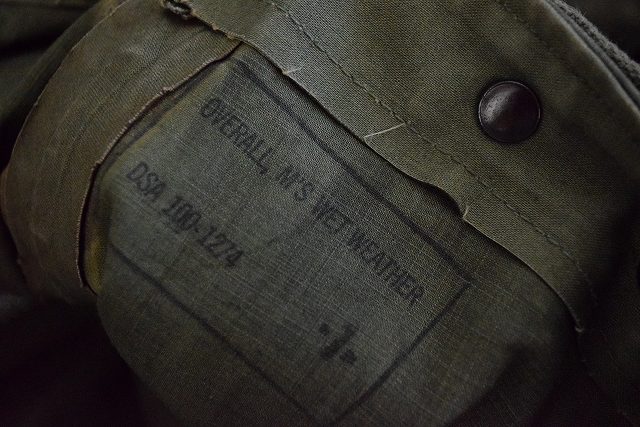 OVERALL, M'S WET WEATHER
DSA 100-1274